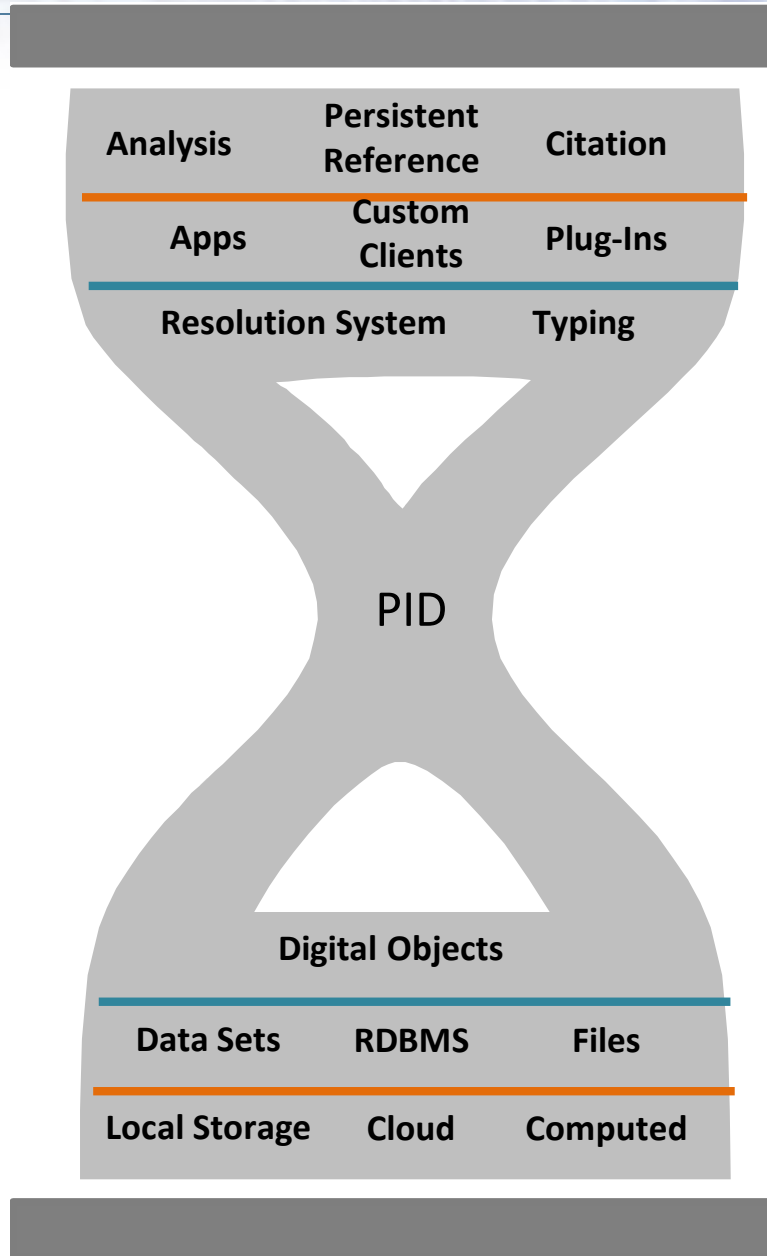 Analysis Persistent Reference Citation
Apps Custom Clients Plug-Ins
Resolution System Typing
PID
Digital Objects
Data Sets RDBMS Files
Local Storage Cloud Computed